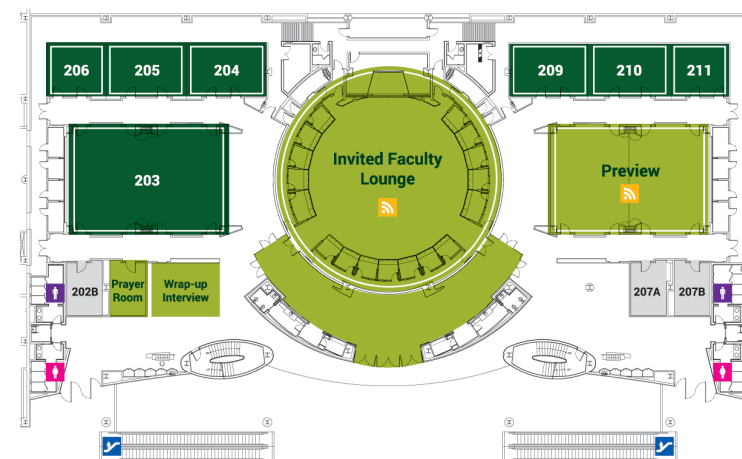 206
205
204
209
210
211
203
Invited Faculty
Lounge
Preview
202B
Prayer
Room
Wrap-up
Interview
207A
207B